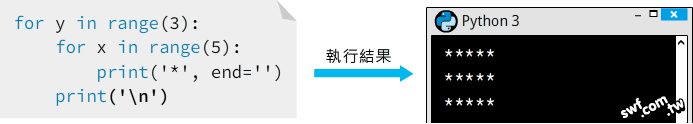 for y in range(3):
    for x in range(5):
        print('*', end='')
    print('\n')
執行結果
Python 3
*****
*****
*****
swf.com.tw